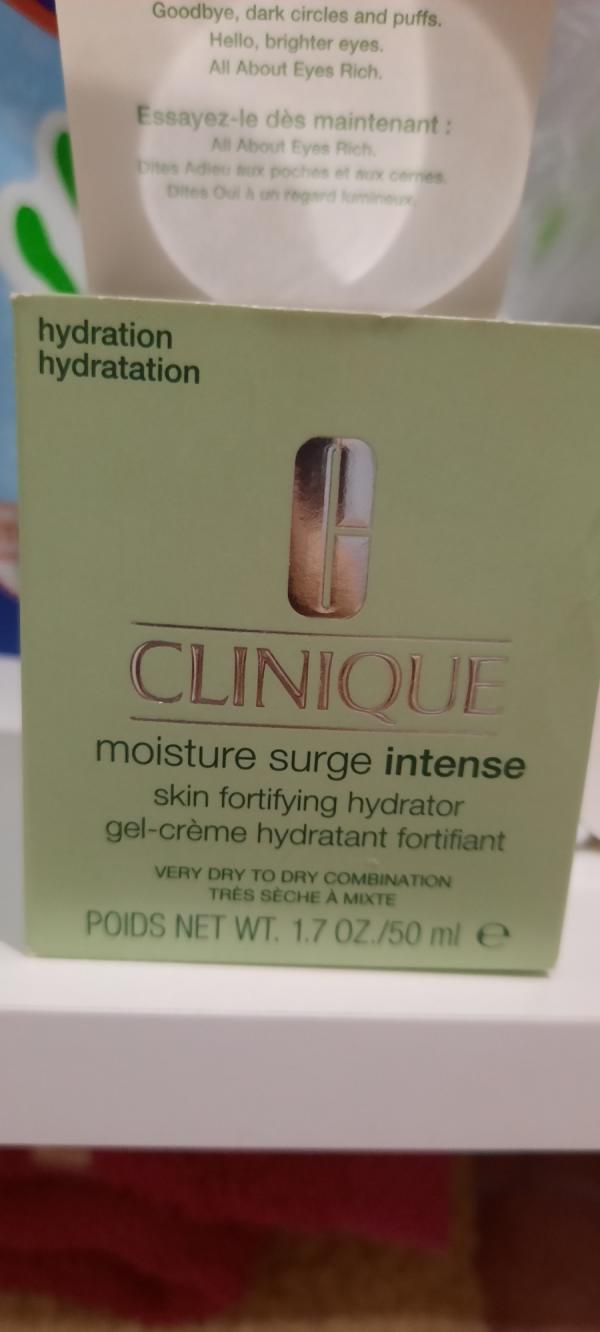 Goodbye, dark circles and puffs.
Hello, brighter eyes.
All About Eyes Rich.
Essayez-le dès maintenant :
All About Eyes Rich.
Dites Adieu aux poches et aux cernes.
Dites Oui à un regard lumineux.
hydration
hydratation
CLINIQUE
moisture surge intense
skin fortifying hydrator
gel-crème hydratant fortifiant
VERY DRY TO DRY COMBINATION
TRÈS SÈCHE À MIXTE
POIDS NET WT. 1.7 OZ./50 ml ℮